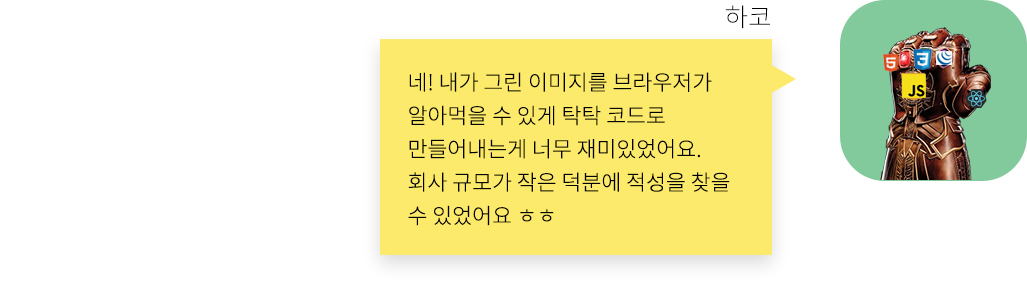 하코
네! 내가 그린 이미지를 브라우저가
알아먹을 수 있게 탁탁 코드로
만들어내는게 너무 재미있었어요.
회사 규모가 작은 덕분에 적성을 찾을
수 있었어요 ㅎㅎ
5 3
JS